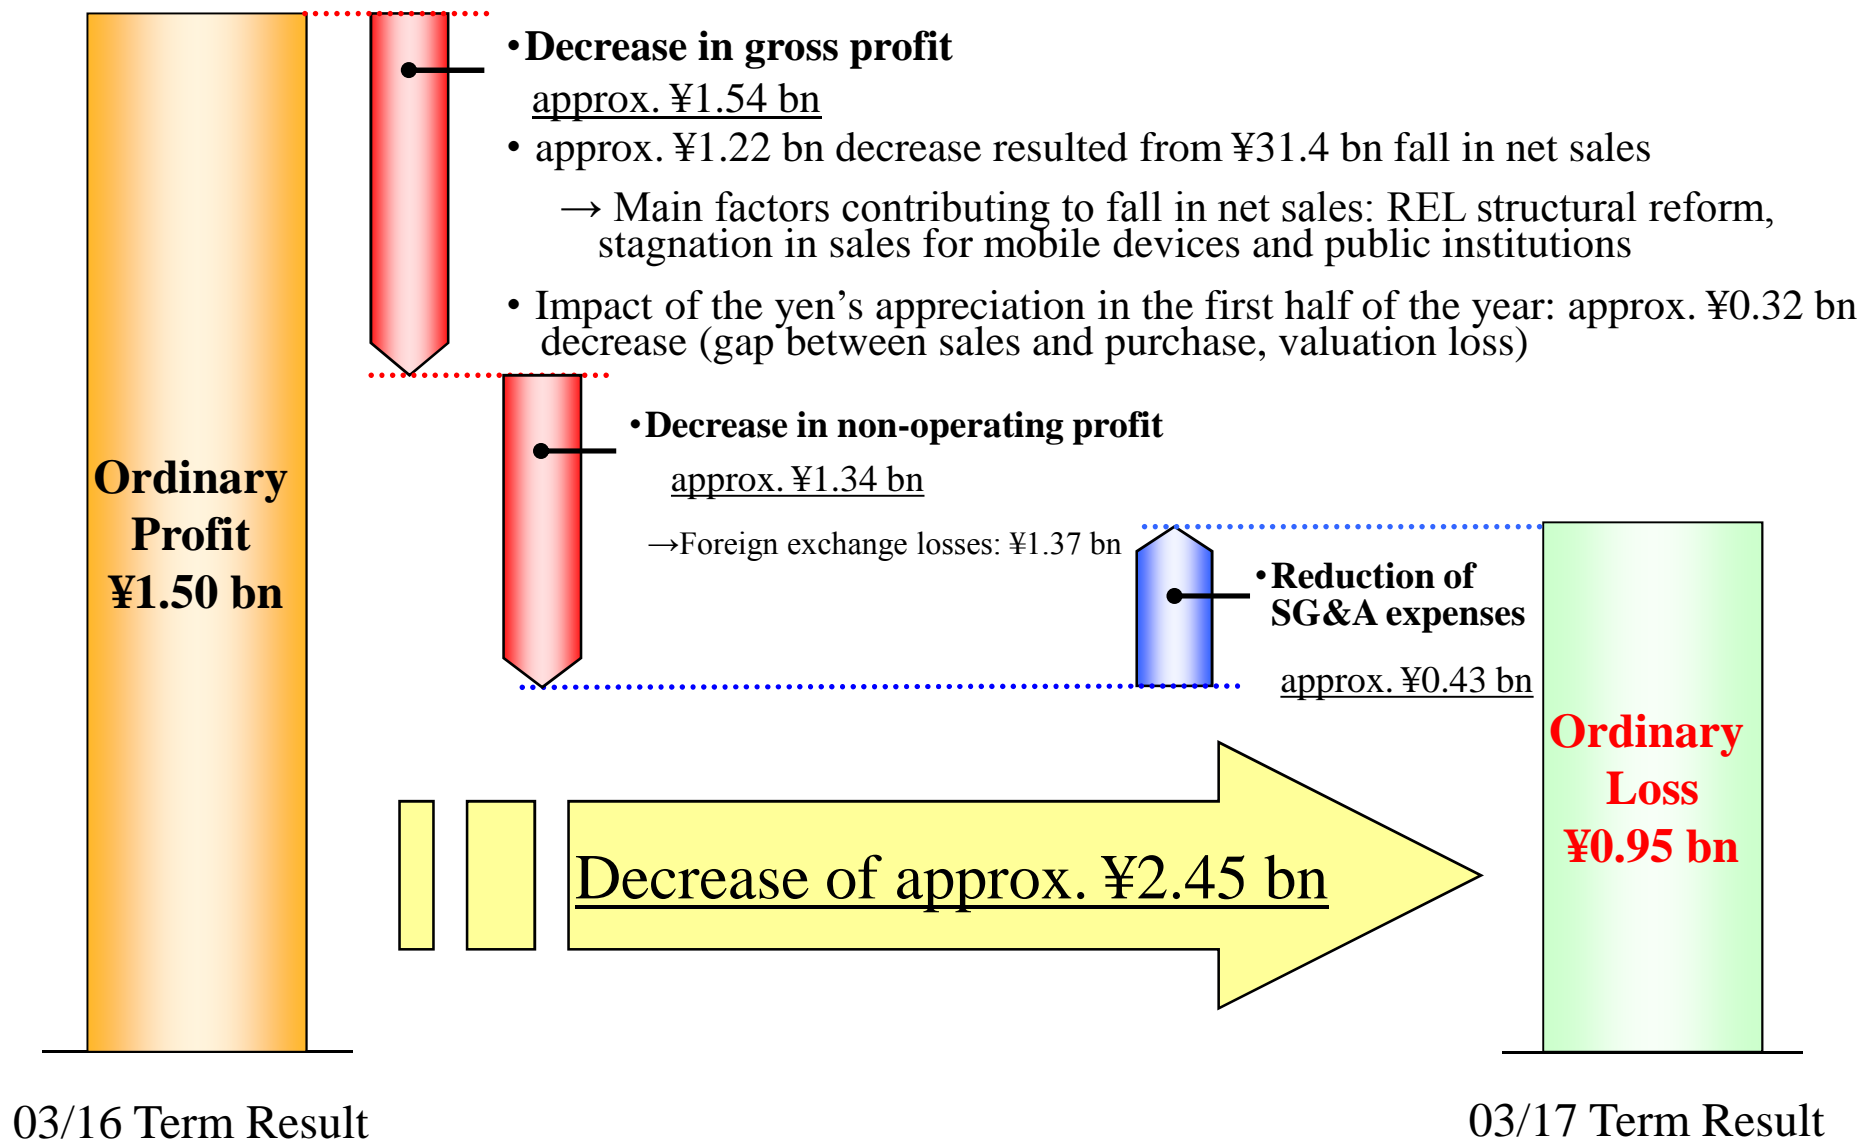 ・Decrease in gross profit
approx. ¥1.54 bn
・approx. ¥1.22 bn decrease resulted from ¥31.4 bn fall in net sales
→ Main factors contributing to fall in net sales: REL structural reform,
stagnation in sales for mobile devices and public institutions
・Impact of the yen’s appreciation in the first half of the year: approx. ¥0.32 bn
decrease (gap between sales and purchase, valuation loss)
・Decrease in non-operating profit
approx. ¥1.34 bn
→Foreign exchange losses: ¥1.37 bn
Ordinary
Profit
¥1.50 bn
・Reduction of
SG&A expenses
approx. ¥0.43 bn
Ordinary
Loss
¥0.95 bn
Decrease of approx. ¥2.45 bn
03/16 Term Result
03/17 Term Result